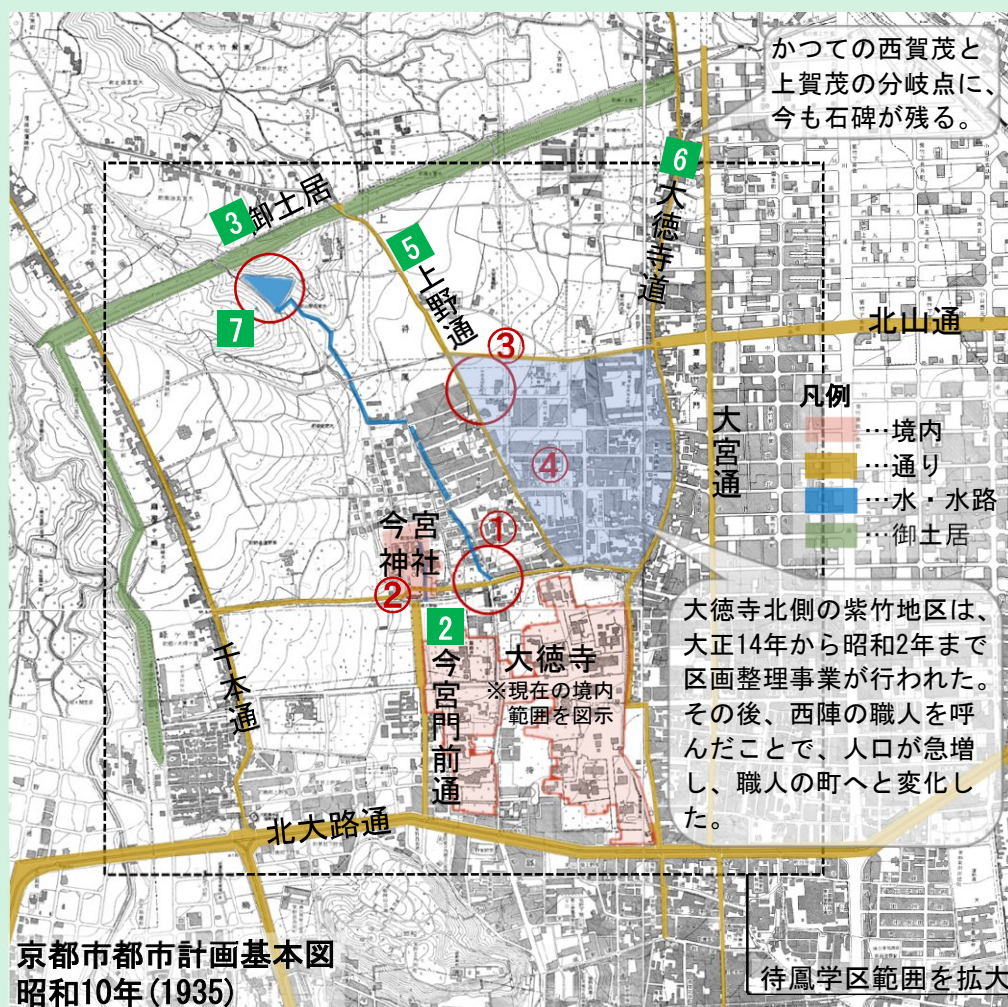 かつての西賀茂と
上賀茂の分岐点に、
今も石碑が残る。
6
大徳寺道
3
御土居
5
上野通
7
北山通
③
凡例
…境内
…通り
…水・水路
…御土居
大宮通
④
今宮
神社
①
②
2
今宮門前通
大徳寺
※現在の境内
範囲を図示
千本通
大徳寺北側の紫竹地区は、
大正14年から昭和2年まで
区画整理事業が行われた。
その後、西陣の職人を呼
んだことで、人口が急増
し、職人の町へと変化し
た。
北大路通
京都市都市計画基本図
昭和10年(1935)
待鳳学区範囲を拡大